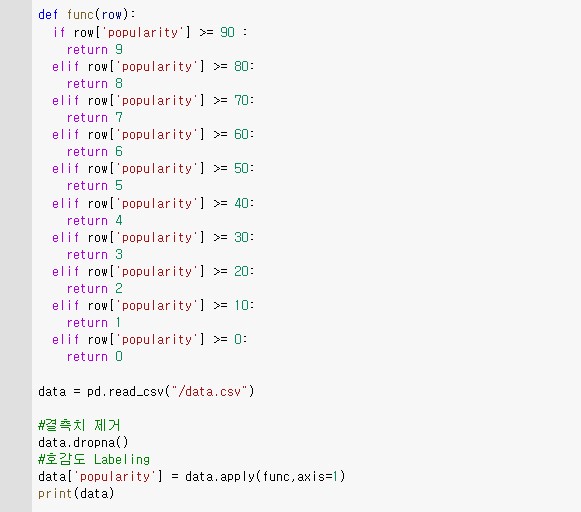 def func(row):
  if row['popularity'] >= 90 :
    return 9
  elif row['popularity'] >= 80:
    return 8
  elif row['popularity'] >= 70:
    return 7
  elif row['popularity'] >= 60:
    return 6
  elif row['popularity'] >= 50:
    return 5
  elif row['popularity'] >= 40:
    return 4
  elif row['popularity'] >= 30:
    return 3
  elif row['popularity'] >= 20:
    return 2
  elif row['popularity'] >= 10:
    return 1
  elif row['popularity'] >= 0:
    return 0
data = pd.read_csv("/data.csv")
#결측치 제거
data.dropna()
#호감도 Labeling
data['popularity'] = data.apply(func,axis=1)
print(data)